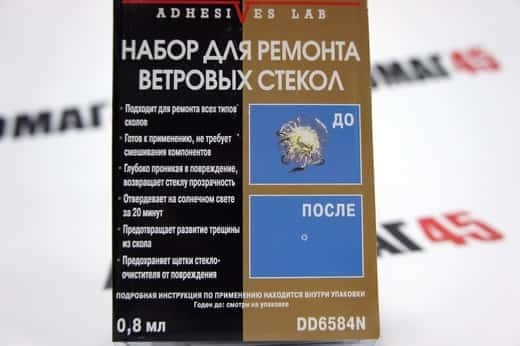 ADHESIVES LAB
НАБОР ДЛЯ РЕМОНТА
ВЕТРОВЫХ СТЕКОЛ
• Подходит для ремонта всех типов
сколов
• Готов к применению, не требует
смешивания компонентов
• Глубоко проникая в повреждение,
возвращает стеклу прозрачность
• Отвердевает на солнечном свете
за 20 минут
• Предотвращает развитие трещины
из скола
• Предохраняет щетки стекло-
очистителя от повреждения
ДО
ПОСЛЕ
ПОДРОБНАЯ ИНСТРУКЦИЯ ПО ПРИМЕНЕНИЮ НАХОДИТСЯ ВНУТРИ УПАКОВКИ
Годен до: смотри на упаковке
0,8 мл
DD6584N
ОМАГ45
МАГ45